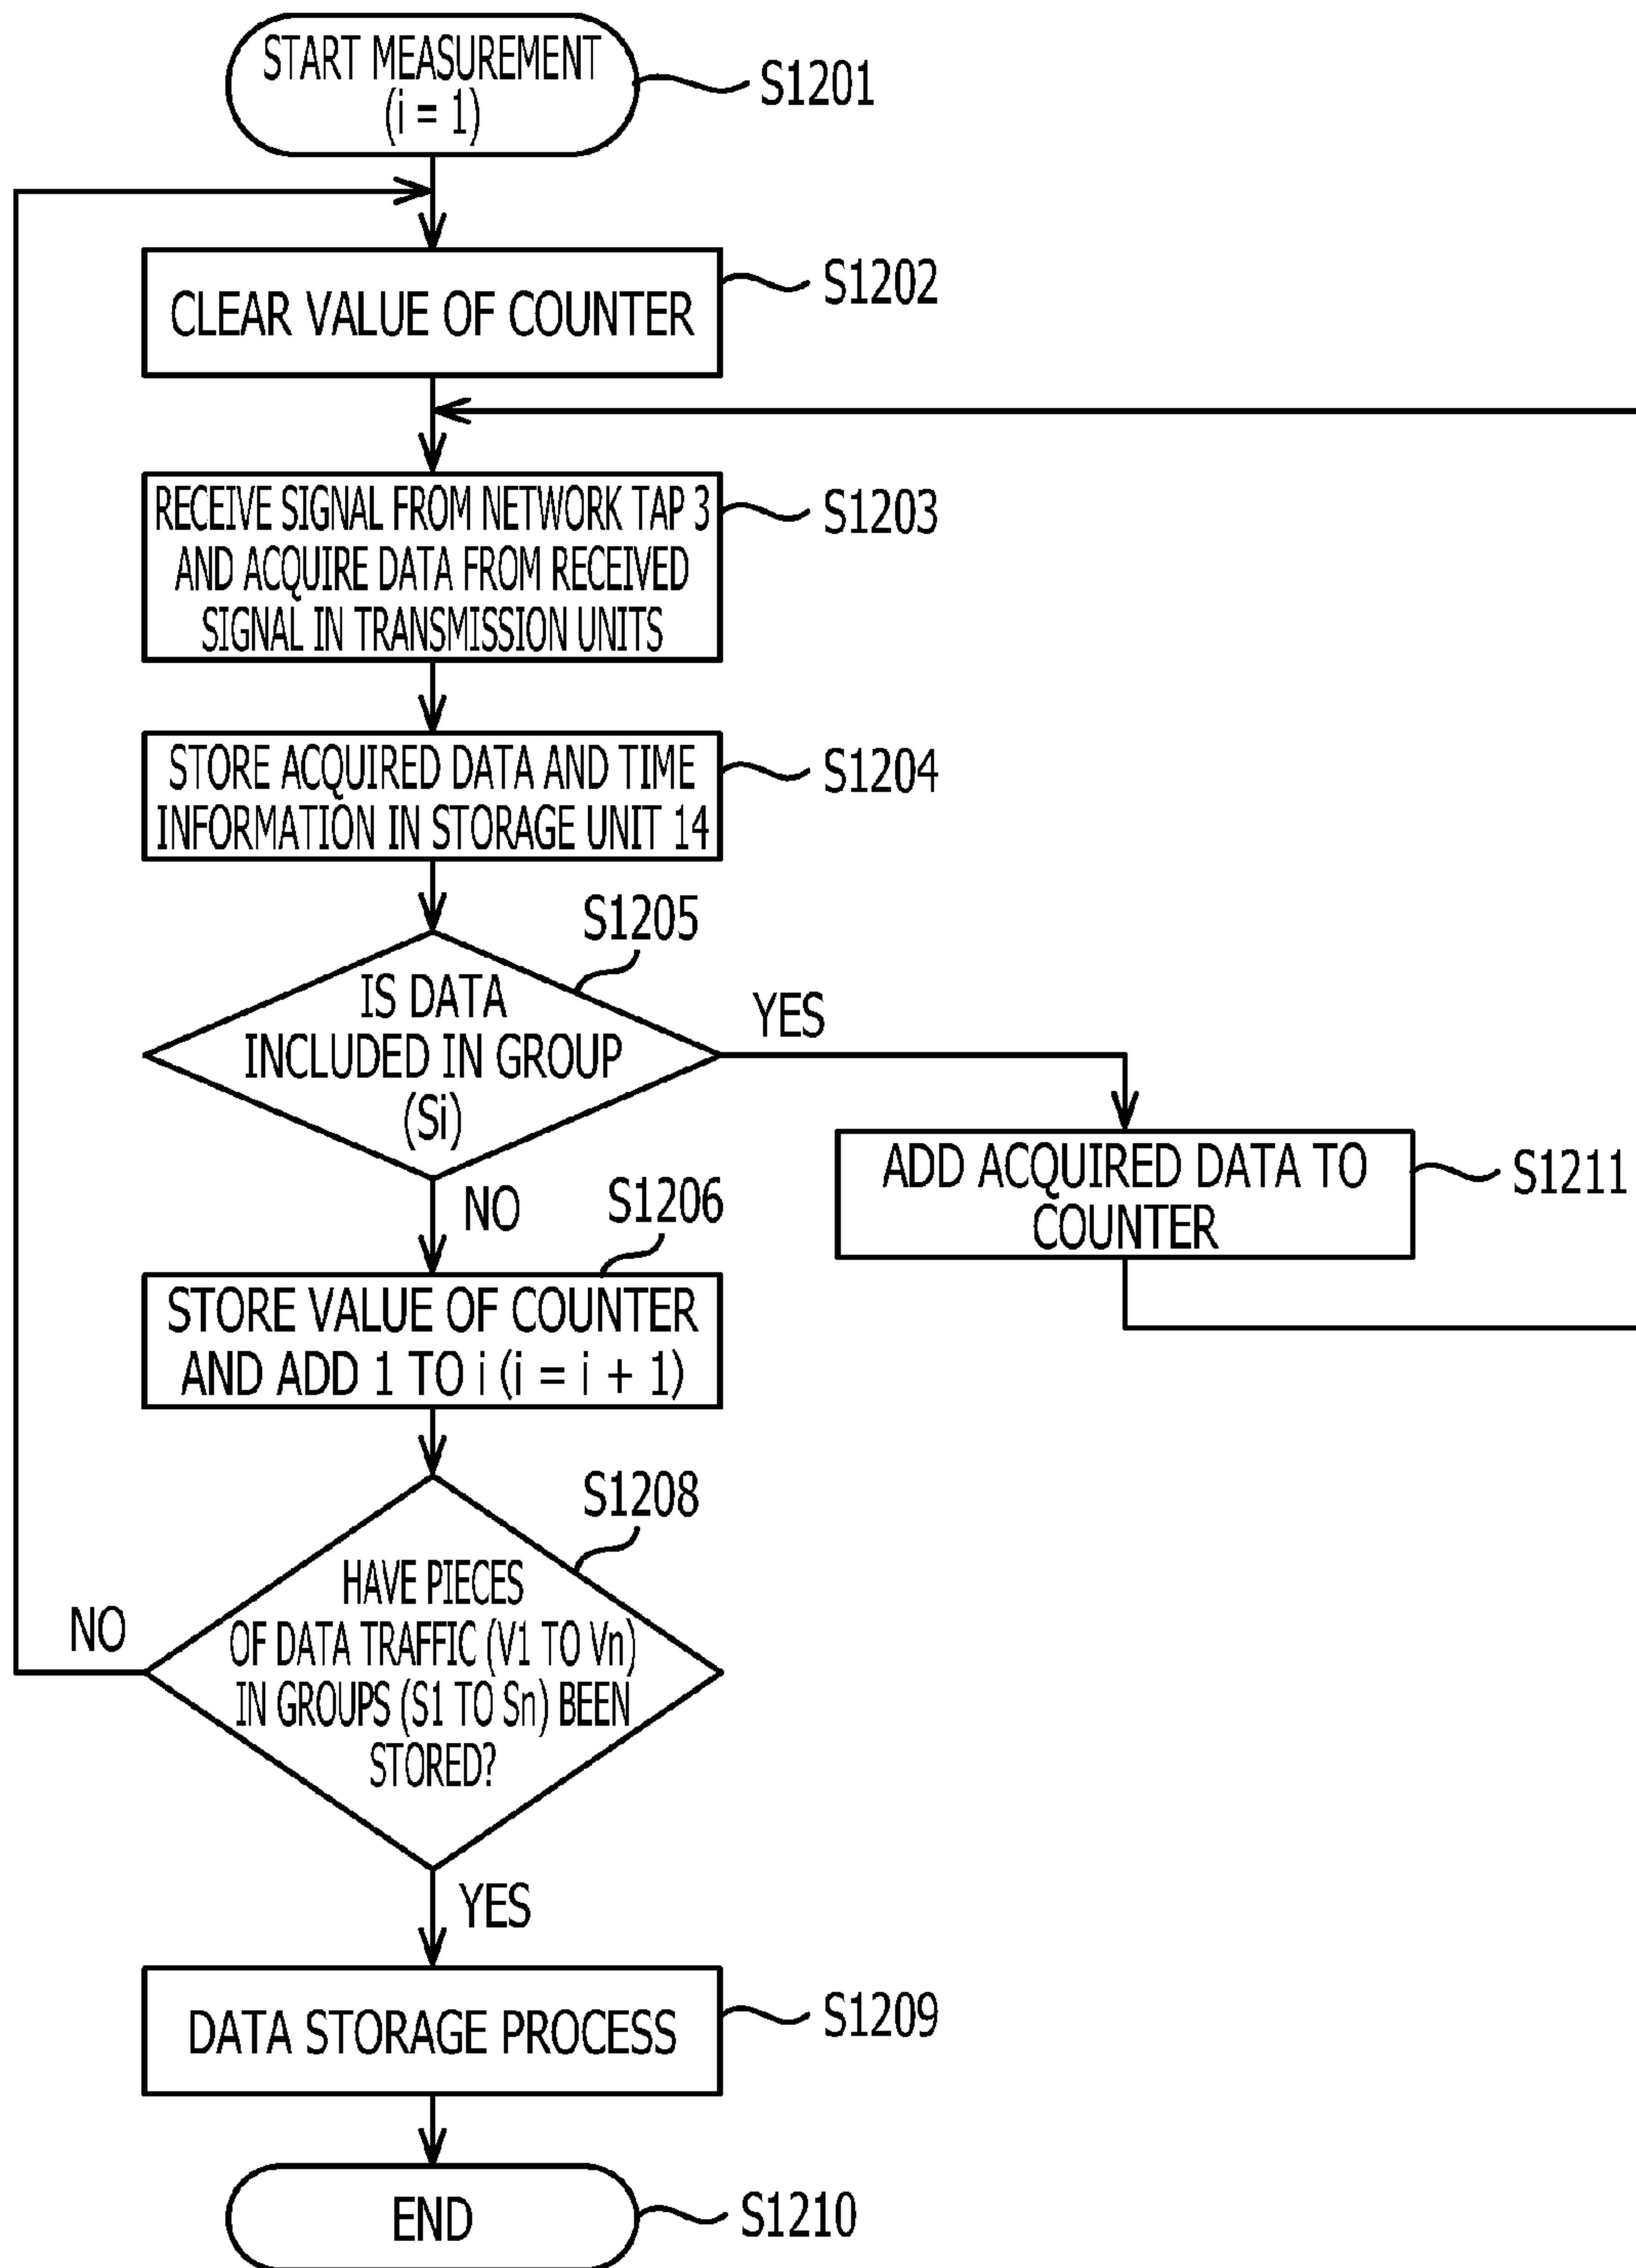 START MEASUREMENT
(i = 1)
S1201
CLEAR VALUE OF COUNTER
S1202
RECEIVE SIGNAL FROM NETWORK TAP 3
AND ACQUIRE DATA FROM RECEIVED
SIGNAL IN TRANSMISSION UNITS
S1203
STORE ACQUIRED DATA AND TIME
INFORMATION IN STORAGE UNIT 14
S1204
S1205
IS DATA
INCLUDED IN GROUP
(Si)
YES
NO
ADD ACQUIRED DATA TO
COUNTER
S1211
S1206
STORE VALUE OF COUNTER
AND ADD 1 TO i (i = i + 1)
S1208
HAVE PIECES
OF DATA TRAFFIC (V1 TO Vn)
IN GROUPS (S1 TO Sn) BEEN
STORED?
NO
YES
DATA STORAGE PROCESS
S1209
END
S1210